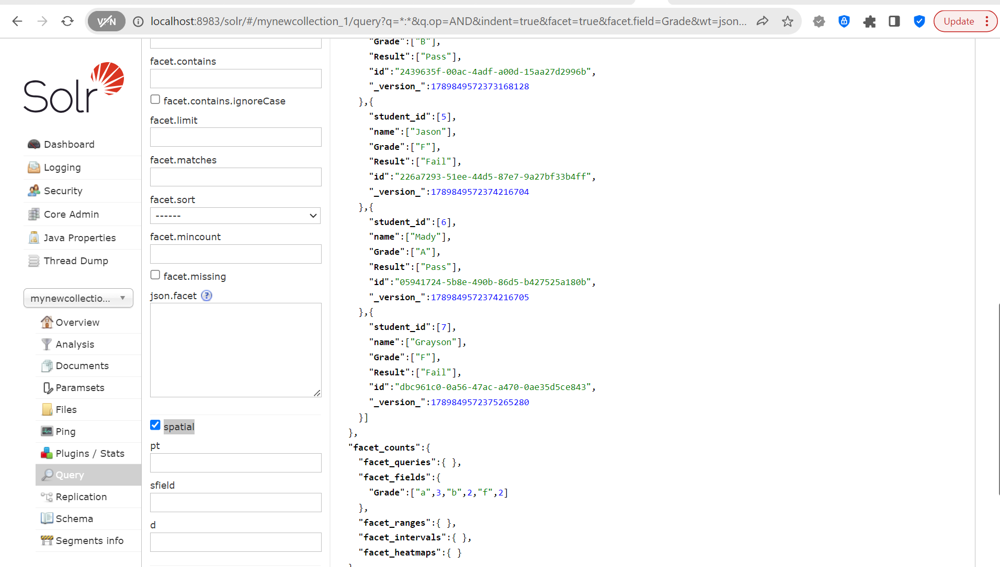 VPN
localhost:8983/solr/#/mynewcollection_1/query?q=*:*&q.op=AND&indent=true&facet=true&facet.field=Grade&wt=json...
Update
Solr
Dashboard
Logging
Security
Core Admin
Java Properties
Thread Dump
mynewcollectio...
Overview
Analysis
Documents
Paramsets
Files
Ping
Plugins / Stats
Query
Replication
Schema
Segments info
facet.contains
facet.contains.ignoreCase
facet.limit
facet.matches
facet.sort
------
facet.mincount
facet.missing
json.facet ?
spatial
pt
sfield
d
"Grade":["B"],
"Result":["Pass"],
"id":"2439635f-00ac-4adf-a00d-15aa27d2996b",
"_version_":1789849572373168128
},{
"student_id":[5],
"name":["Jason"],
"Grade":["F"],
"Result":["Fail"],
"id":"226a7293-51ee-44d5-87e7-9a27bf33b4ff",
"_version_":1789849572374216704
},{
"student_id":[6],
"name":["Mady"],
"Grade":["A"],
"Result":["Pass"],
"id":"05941724-5b8e-490b-86d5-b427525a180b",
"_version_":1789849572374216705
},{
"student_id":[7],
"name":["Grayson"],
"Grade":["F"],
"Result":["Fail"],
"id":"dbc961c0-0a56-47ac-a470-0ae35d5ce843",
"_version_":1789849572375265280
}]
},
"facet_counts":{
"facet_queries":{ },
"facet_fields":{
"Grade":["a",3,"b",2,"f",2]
},
"facet_ranges":{ },
"facet_intervals":{ },
"facet_heatmaps":{ }
}